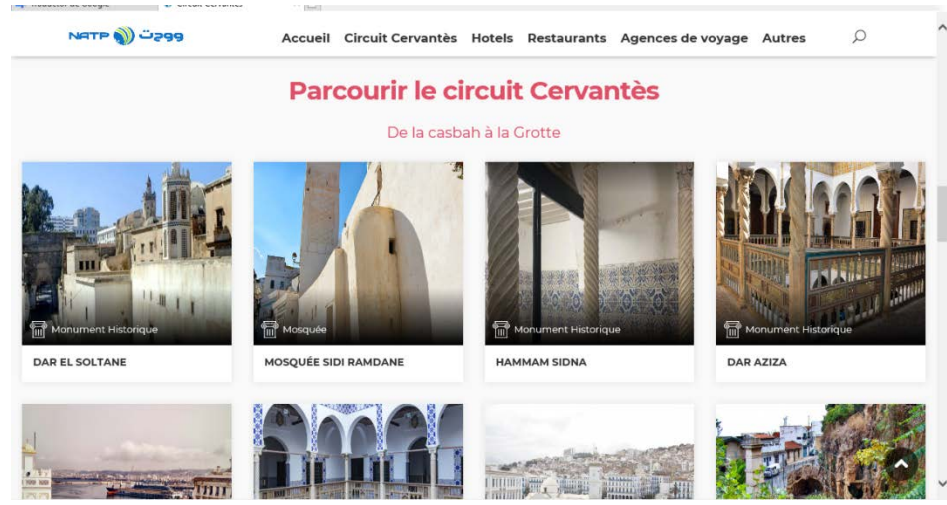 NATP ووجت
Accueil Circuit Cervantès Hotels Restaurants Agences de voyage Autres
Parcourir le circuit Cervantès
De la casbah à la Grotte
Monument Historique
Mosquée
Monument Historique
Monument Historique
DAR EL SOLTANE
MOSQUÉE SIDI RAMDANE
HAMMAM SIDNA
DAR AZIZA